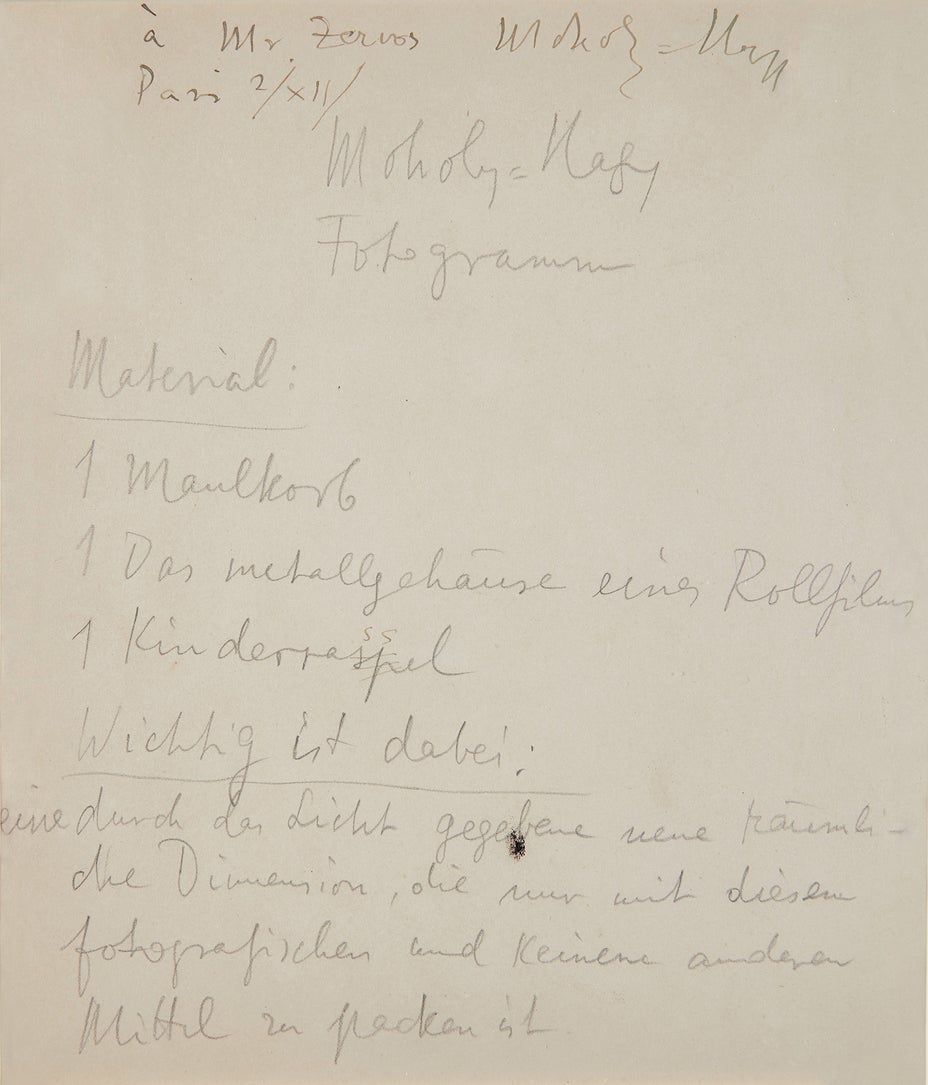 à Mr. Zervos Moholy=Nagy
Paris 2/XII/
Moholy=Nagy
Fotogramm
Material:
1 Maulkorb
1 Das metallgehäuse eines Rollfilms
1 Kinderrassel
Wichtig ist dabei:
eine durch das Licht gegebene neue räumli-
che Dimension, die nur mit diesem
fotografischen und keinem anderen
Mittel zu packen ist